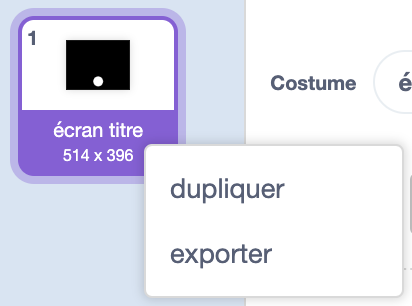 1
écran titre
514 x 396
Costume
é
dupliquer
exporter